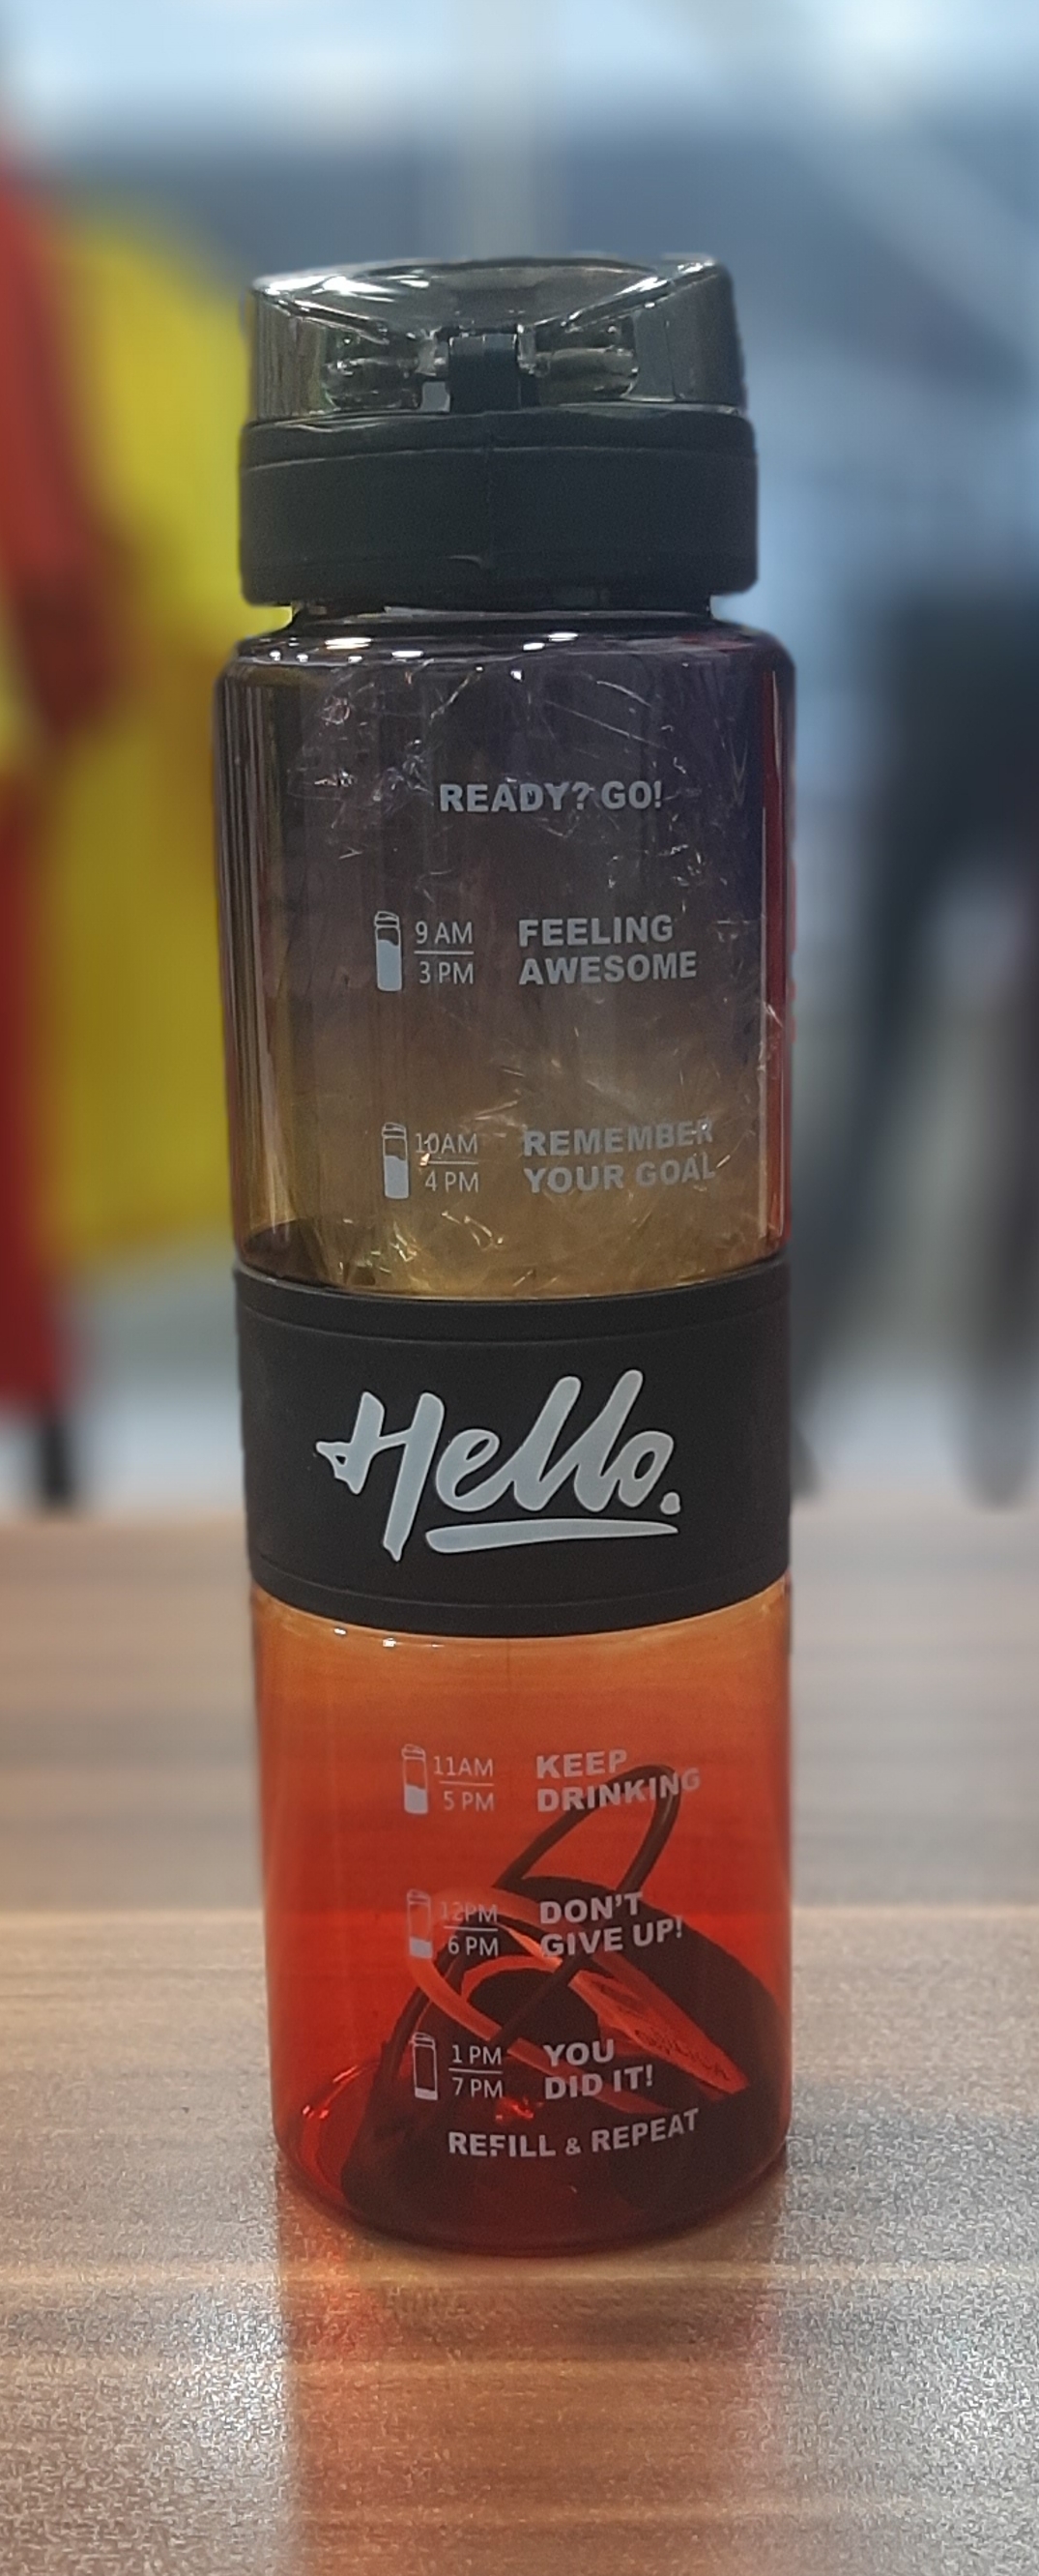 READY? GO!
9 AM FEELING
3 PM AWESOME
10AM REMEMBER
4 PM YOUR GOAL
Hello.
11AM KEEP
5 PM DRINKING
12PM DON'T
6 PM GIVE UP!
1 PM YOU
7 PM DID IT!
REFILL & REPEAT